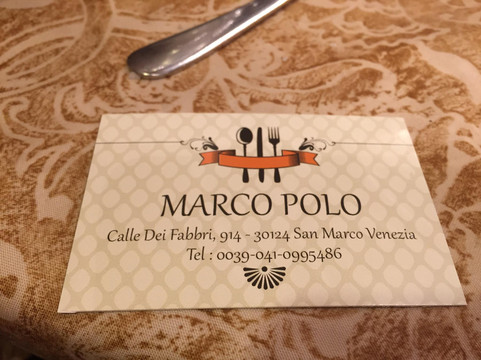 MARCO POLO
Calle Dei Fabbri, 914 - 30124 San Marco Venezia
Tel : 0039-041-0995486